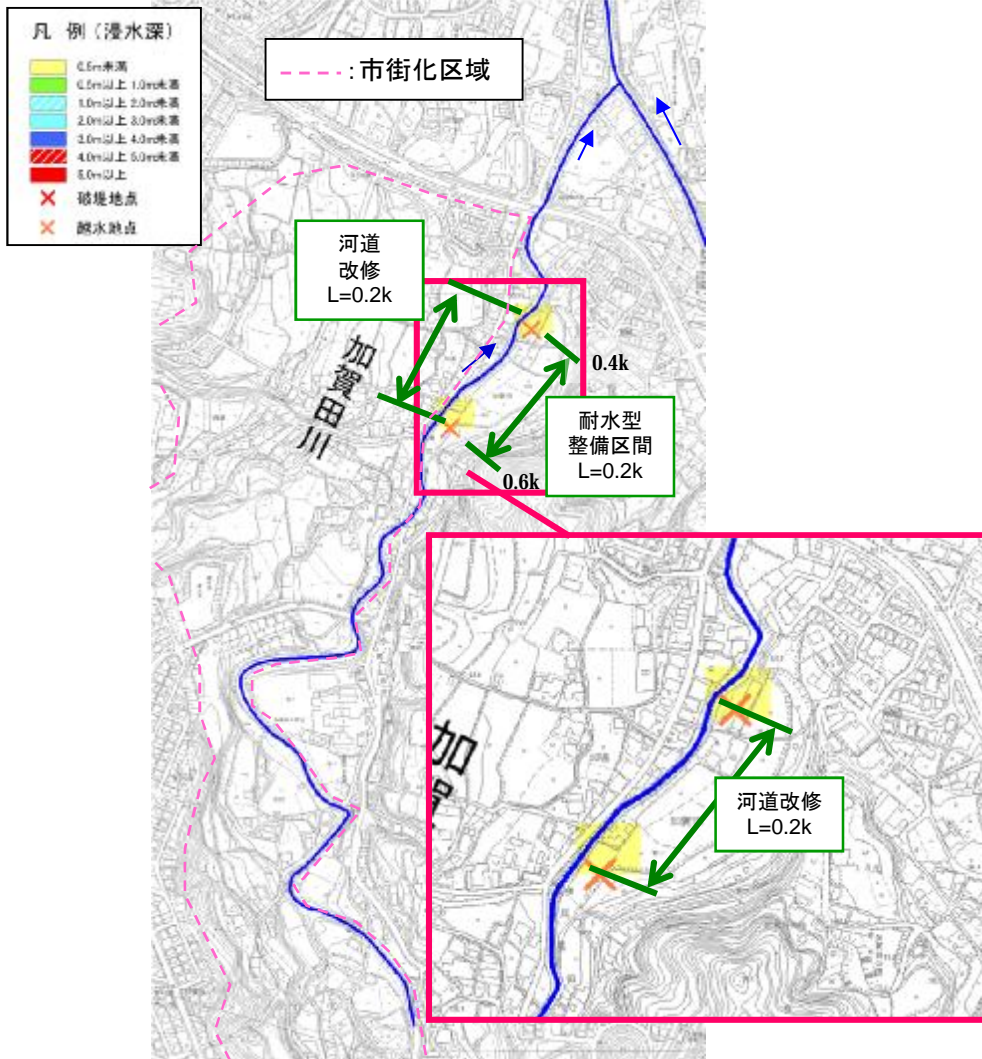 凡 例（浸水深）
0.5m未満
0.5m以上 1.0m未満
1.0m以上 2.0m未満
2.0m以上 3.0m未満
3.0m以上 4.0m未満
4.0m以上 5.0m未満
5.0m以上
破堤地点
越水地点
：市街化区域
河道
改修
L=0.2k
加賀田川
0.4k
耐水型
整備区間
L=0.2k
0.6k
加賀
河道改修
L=0.2k